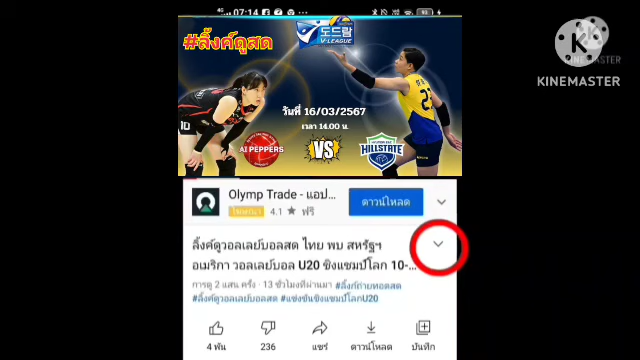 4G 07:14
93
#ลิ้งค์ดูสด
도드람
V-LEAGUE
วันที่ 16/03/2567
เวลา 14.00 น.
10
AI PEPPERS
VS
HILLSTATE
KINEMASTER
KINEMASTER
Olymp Trade - แอป...
โฆษณา 4.1 ★ ฟรี
ดาวน์โหลด
ลิ้งค์ดูวอลเลย์บอลสด ไทย พบ สหรัฐฯ
อเมริกา วอลเลย์บอล U20 ชิงแชมป์โลก 10-...
การดู 2 แสน ครั้ง · 13 ชั่วโมงที่ผ่านมา #ลิ้งก์ถ่ายทอดสด
#ลิ้งค์ดูวอลเลย์บอลสด #แข่งขันชิงแชมป์โลกU20
4 พัน 236 แชร์ ดาวน์โหลด บันทึก